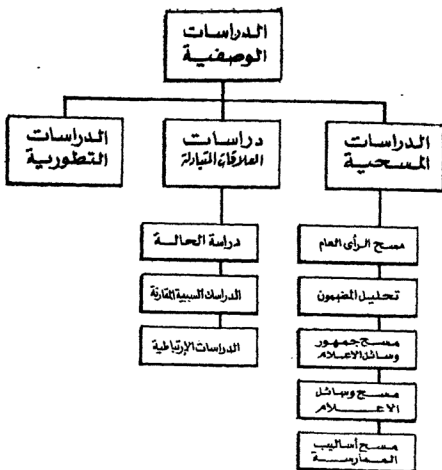 الدراسات
الوصفية
الدراسات
المسحية
دراسات
العلاقات المتبادلة
الدراسات
التطورية
مسح الرأى العام
تحليل المضمون
مسح جمهور
وسائل الاعلام
مسح وسائل
الاعلام
مسح أساليب
الممارسة
دراسة الحالة
الدراسات السببية المقارنة
الدراسات الإرتباطية